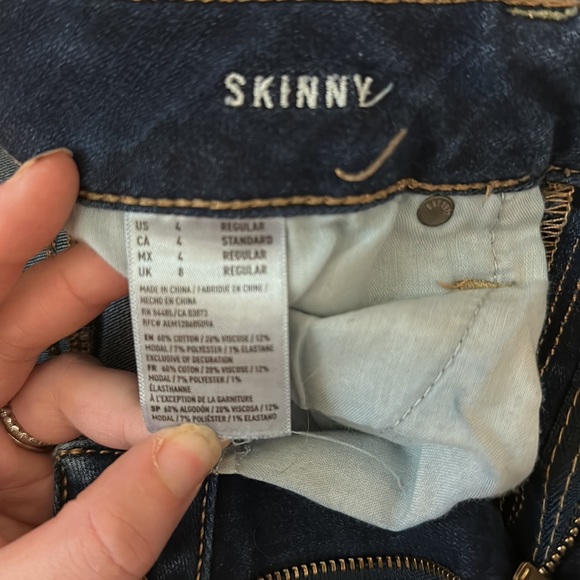 SKINNY
US 4 REGULAR
CA 4 STANDARD
MX 4 REGULAR
UK 8 REGULAR
MADE IN CHINA / FABRIQUE EN CHINE /
HECHO EN CHINA
RN 54485/CA 03873
EN 60% COTTON / 20% VISCOSE / 12%
MODAL / 7% POLYESTER / 1% ELASTANE
EXCLUSIVE OF DECORATION
FR 60% COTON / 20% VISCOSE / 12%
MODAL / 7% POLYESTER / 1%
ÉLASTHANNE
À L'EXCEPTION DE LA GARNITURE
SP 60% ALGODÓN / 20% VISCOSA / 12%
MODAL / 7% POLIÉSTER / 1% ELASTANO